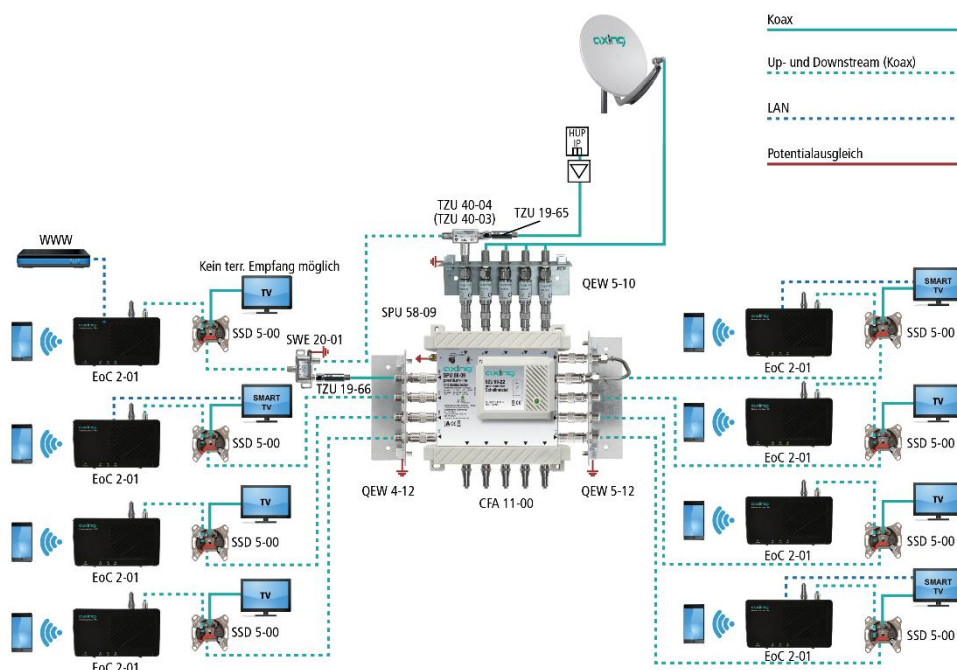 Koax
Up- und Downstream (Koax)
LAN
Potentialausgleich
axing
HÜP
IP
TZU 40-04
(TZU 40-03)
TZU 19-65
QEW 5-10
SPU 58-09
WWW
Kein terr. Empfang möglich
TV
SSD 5-00
EoC 2-01
SWE 20-01
TZU 19-66
SMART
TV
SSD 5-00
EoC 2-01
TV
SSD 5-00
EoC 2-01
TV
SSD 5-00
EoC 2-01
axing
SPU 58-09
axing
QEW 4-12
CFA 11-00
QEW 5-12
SMART
TV
SSD 5-00
EoC 2-01
TV
SSD 5-00
EoC 2-01
TV
SSD 5-00
EoC 2-01
SMART
TV
SSD 5-00
EoC 2-01